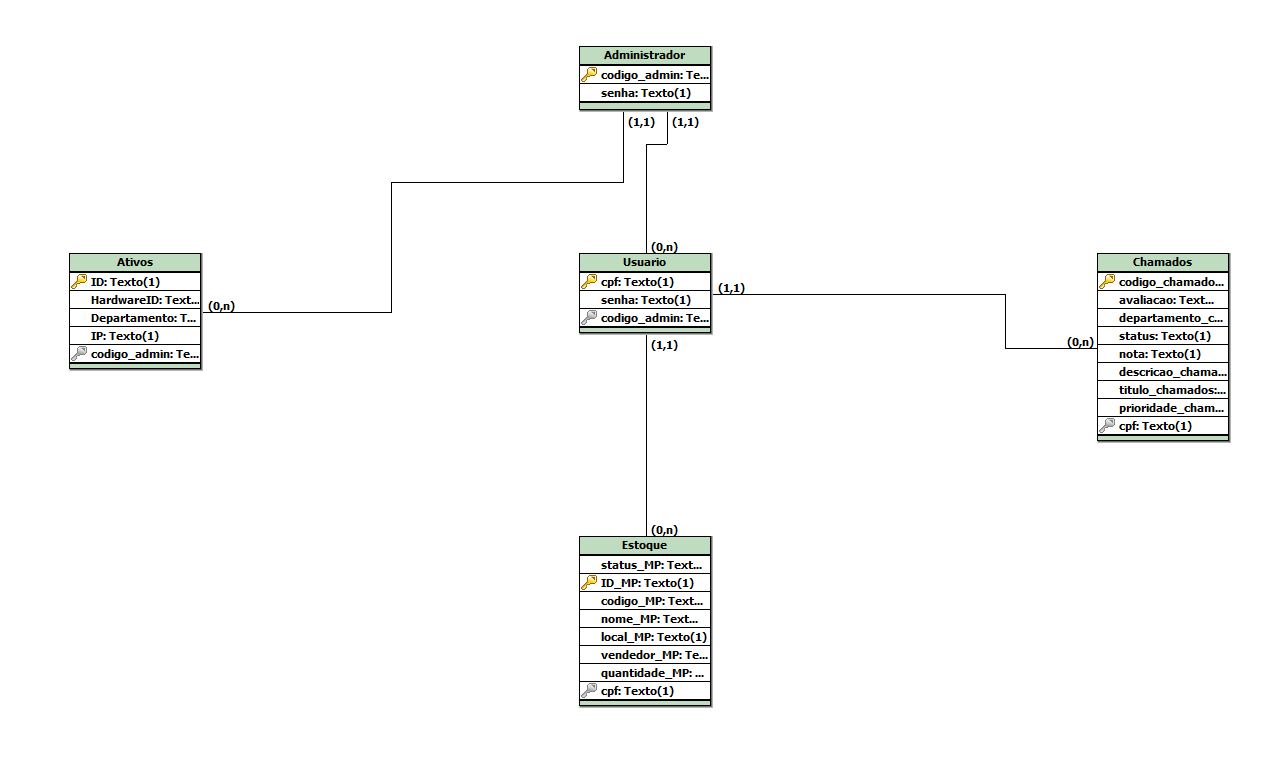 Administrador
codigo_admin: Te...
senha: Texto(1)
(1,1)
(1,1)
(0,n)
Ativos
ID: Texto(1)
HardwareID: Text...
Departamento: T...
IP: Texto(1)
codigo_admin: Te...
(0,n)
Usuario
cpf: Texto(1)
senha: Texto(1)
codigo_admin: Te...
(1,1)
(1,1)
Chamados
codigo_chamado...
avaliacao: Text...
departamento_c...
status: Texto(1)
nota: Texto(1)
descricao_chama...
titulo_chamados:...
prioridade_cham...
cpf: Texto(1)
(0,n)
(0,n)
Estoque
status_MP: Text...
ID_MP: Texto(1)
codigo_MP: Text...
nome_MP: Text...
local_MP: Texto(1)
vendedor_MP: Te...
quantidade_MP: ...
cpf: Texto(1)